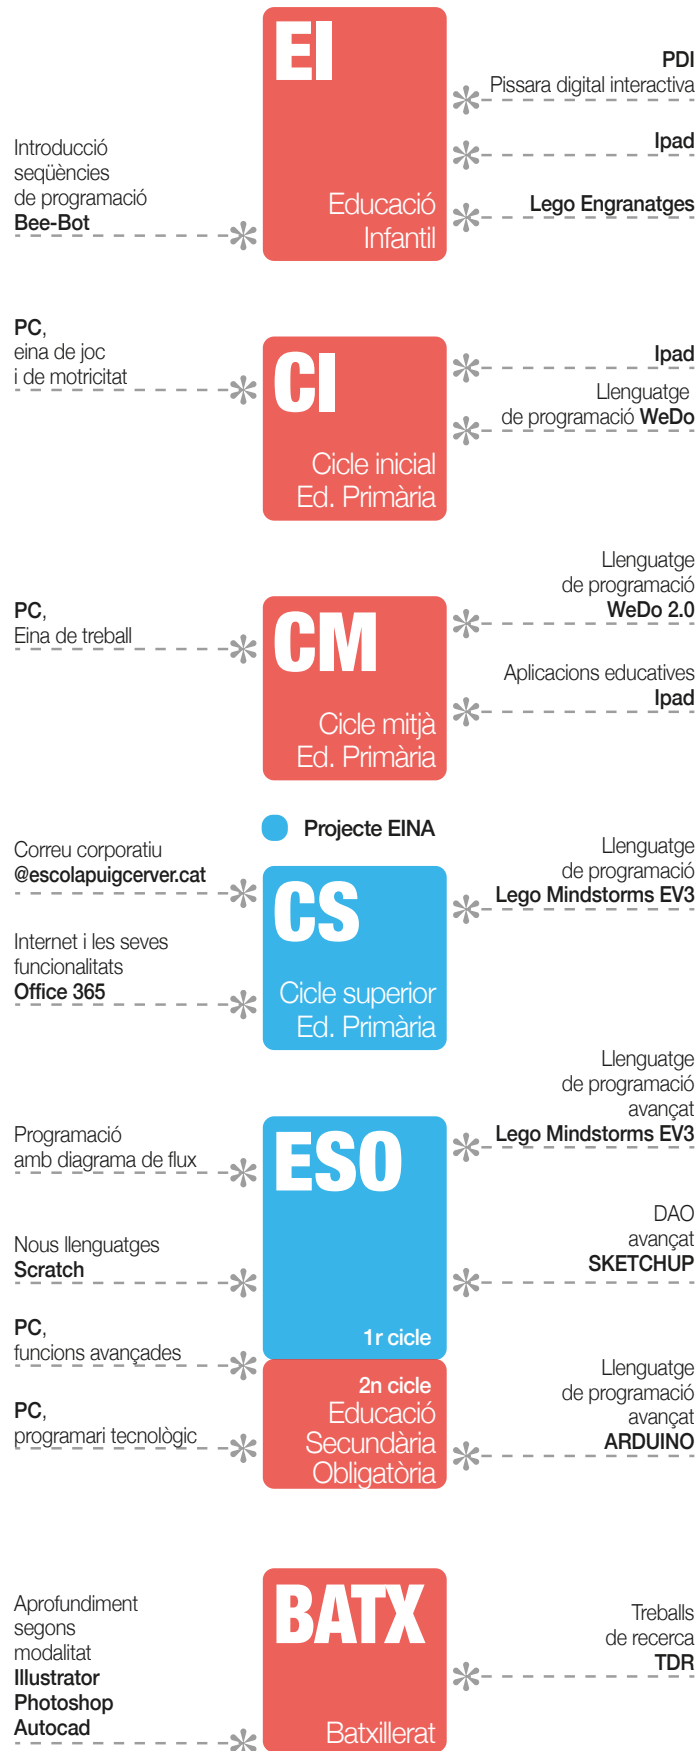 EI
Educació
Infantil
Introducció
seqüències
de programació
Bee-Bot
PDI
Pissara digital interactiva
Ipad
Lego Engranatges
CI
Cicle inicial
Ed. Primària
PC,
eina de joc
i de motricitat
Ipad
Llenguatge
de programació WeDo
CM
Cicle mitjà
Ed. Primària
PC,
Eina de treball
Llenguatge
de programació
WeDo 2.0
Aplicacions educatives
Ipad
Projecte EINA
CS
Cicle superior
Ed. Primària
Correu corporatiu
@escolapuigcerver.cat
Internet i les seves
funcionalitats
Office 365
Llenguatge
de programació
Lego Mindstorms EV3
ESO
1r cicle
2n cicle
Educació
Secundària
Obligatòria
Programació
amb diagrama de flux
Nous llenguatges
Scratch
PC,
funcions avançades
PC,
programari tecnològic
Llenguatge
de programació
avançat
Lego Mindstorms EV3
DAO
avançat
SKETCHUP
Llenguatge
de programació
avançat
ARDUINO
BATX
Batxillerat
Aprofundiment
segons
modalitat
Illustrator
Photoshop
Autocad
Treballs
de recerca
TDR